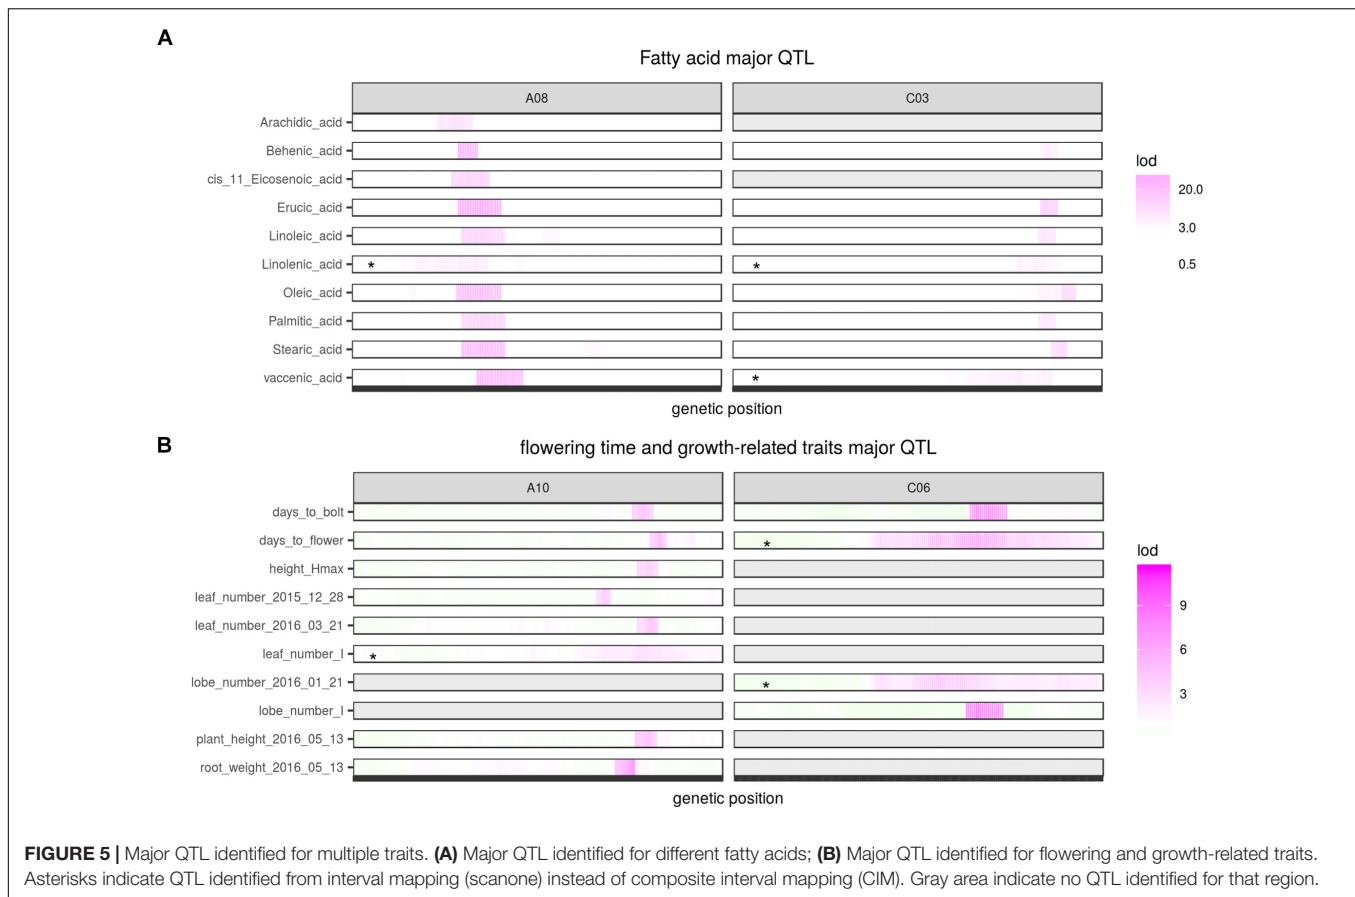 A
Fatty acid major QTL
A08 C03
Arachidic_acid
Behenic_acid
cis_11_Eicosenoic_acid
Erucic_acid
Linoleic_acid
Linolenic_acid * *
Oleic_acid
Palmitic_acid
Stearic_acid
vaccenic_acid *
genetic position
lod
20.0
3.0
0.5
B
flowering time and growth-related traits major QTL
A10 C06
days_to_bolt
days_to_flower *
height_Hmax
leaf_number_2015_12_28
leaf_number_2016_03_21
leaf_number_I *
lobe_number_2016_01_21 *
lobe_number_I
plant_height_2016_05_13
root_weight_2016_05_13
genetic position
lod
9
6
3
FIGURE 5 | Major QTL identified for multiple traits. (A) Major QTL identified for different fatty acids; (B) Major QTL identified for flowering and growth-related traits.
Asterisks indicate QTL identified from interval mapping (scanone) instead of composite interval mapping (CIM). Gray area indicate no QTL identified for that region.